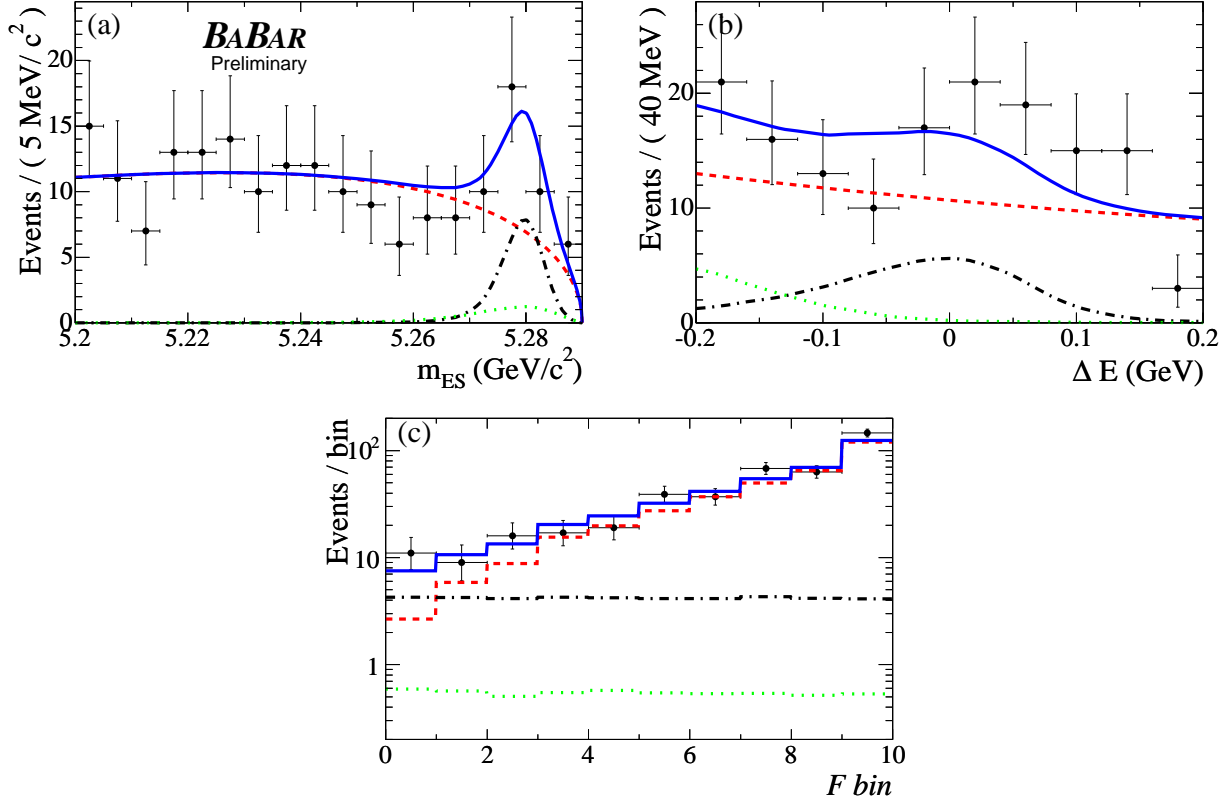 (a)
BABAR
Preliminary
Events / ( 5 MeV/ c² )
20
15
10
5
0
5.2
5.22
5.24
5.26
5.28
m_ES (GeV/c²)
(b)
Events / ( 40 MeV )
20
10
0
-0.2
-0.1
0
0.1
0.2
Δ E (GeV)
(c)
Events / bin
10²
10
1
0
2
4
6
8
10
F bin